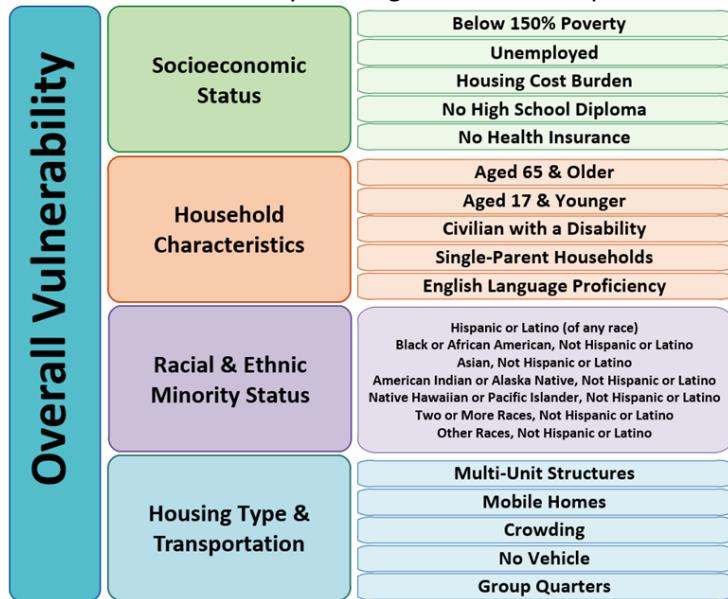 Overall Vulnerability
Socioeconomic
Status
Below 150% Poverty
Unemployed
Housing Cost Burden
No High School Diploma
No Health Insurance
Household
Characteristics
Aged 65 & Older
Aged 17 & Younger
Civilian with a Disability
Single-Parent Households
English Language Proficiency
Racial & Ethnic
Minority Status
Hispanic or Latino (of any race)
Black or African American, Not Hispanic or Latino
Asian, Not Hispanic or Latino
American Indian or Alaska Native, Not Hispanic or Latino
Native Hawaiian or Pacific Islander, Not Hispanic or Latino
Two or More Races, Not Hispanic or Latino
Other Races, Not Hispanic or Latino
Housing Type &
Transportation
Multi-Unit Structures
Mobile Homes
Crowding
No Vehicle
Group Quarters